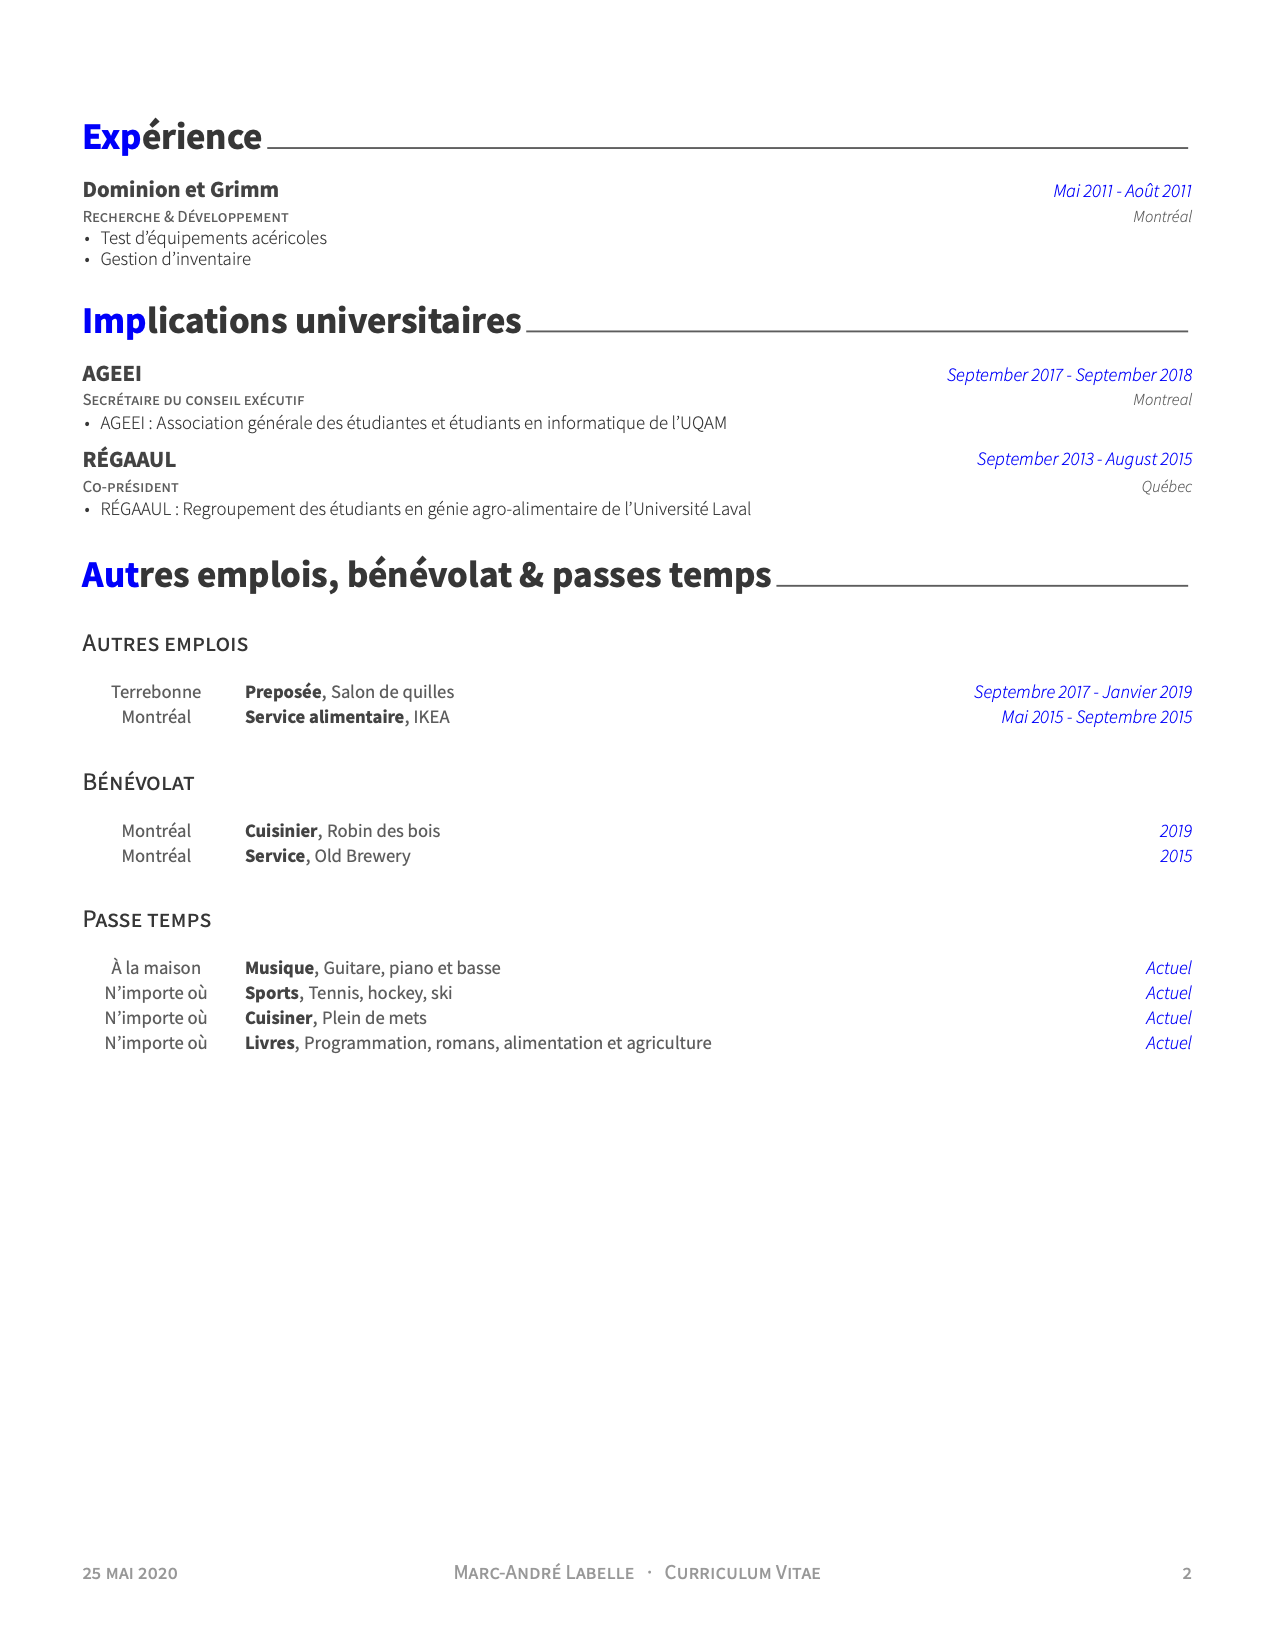 Expérience
Dominion et Grimm Mai 2011 - Août 2011
Recherche & Développement Montréal
• Test d’équipements acéricoles
• Gestion d’inventaire
Implications universitaires
AGEEI September 2017 - September 2018
Secrétaire du conseil exécutif Montreal
• AGEEI : Association générale des étudiantes et étudiants en informatique de l’UQAM
RÉGAAUL September 2013 - August 2015
Co-président Québec
• RÉGAAUL : Regroupement des étudiants en génie agro-alimentaire de l’Université Laval
Autres emplois, bénévolat & passes temps
Autres emplois
Terrebonne Preposée, Salon de quilles Septembre 2017 - Janvier 2019
Montréal Service alimentaire, IKEA Mai 2015 - Septembre 2015
Bénévolat
Montréal Cuisinier, Robin des bois 2019
Montréal Service, Old Brewery 2015
Passe temps
À la maison Musique, Guitare, piano et basse Actuel
N’importe où Sports, Tennis, hockey, ski Actuel
N’importe où Cuisiner, Plein de mets Actuel
N’importe où Livres, Programmation, romans, alimentation et agriculture Actuel
25 mai 2020 Marc-André Labelle · Curriculum Vitae 2